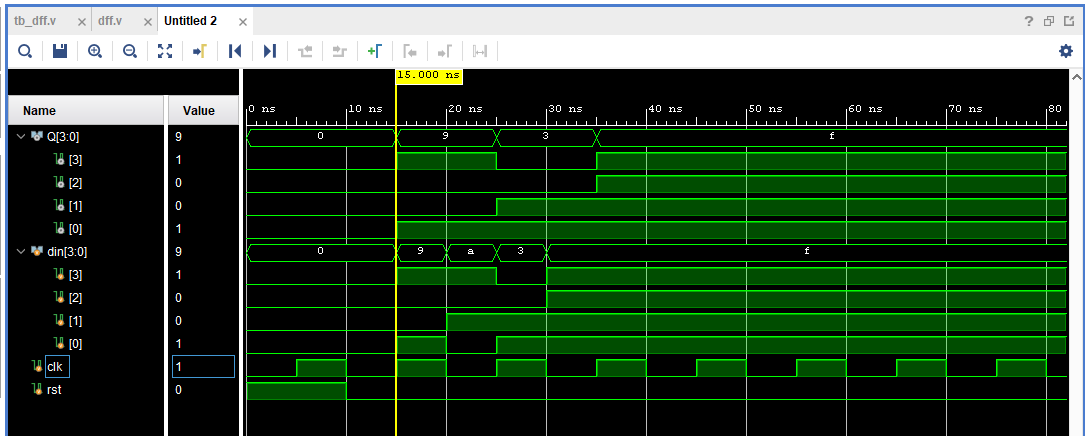 tb_dff.v × dff.v × Untitled 2 ×
15.000 ns
Name Value
0 ns 10 ns 20 ns 30 ns 40 ns 50 ns 60 ns 70 ns 80
Q[3:0] 9 0 9 3 f
[3] 1
[2] 0
[1] 0
[0] 1
din[3:0] 9 0 9 a 3 f
[3] 1
[2] 0
[1] 0
[0] 1
clk 1
rst 0